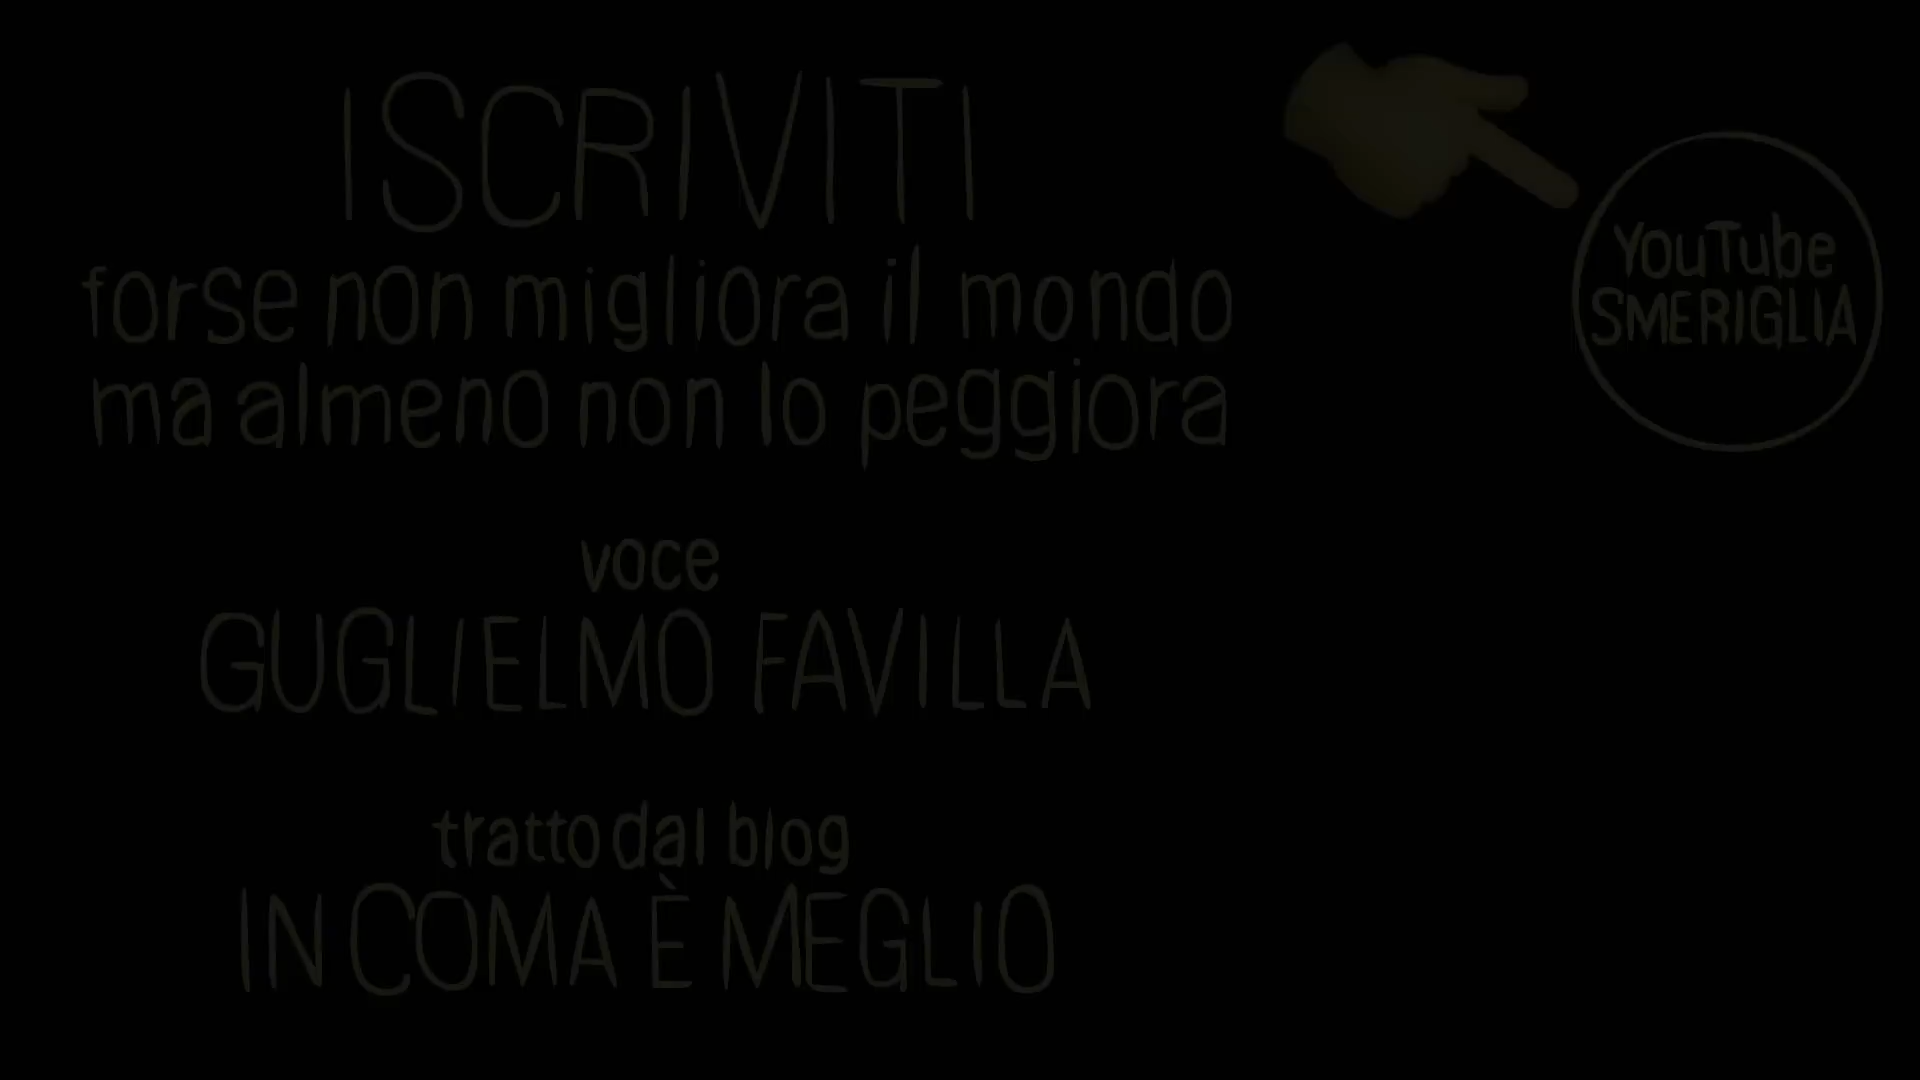 ISCRIVITI
forse non migliora il mondo
ma almeno non lo peggiora
YouTube
SMERIGLIA
voce
GUGLIELMO FAVILLA
tratto dal blog
IN COMA È MEGLIO